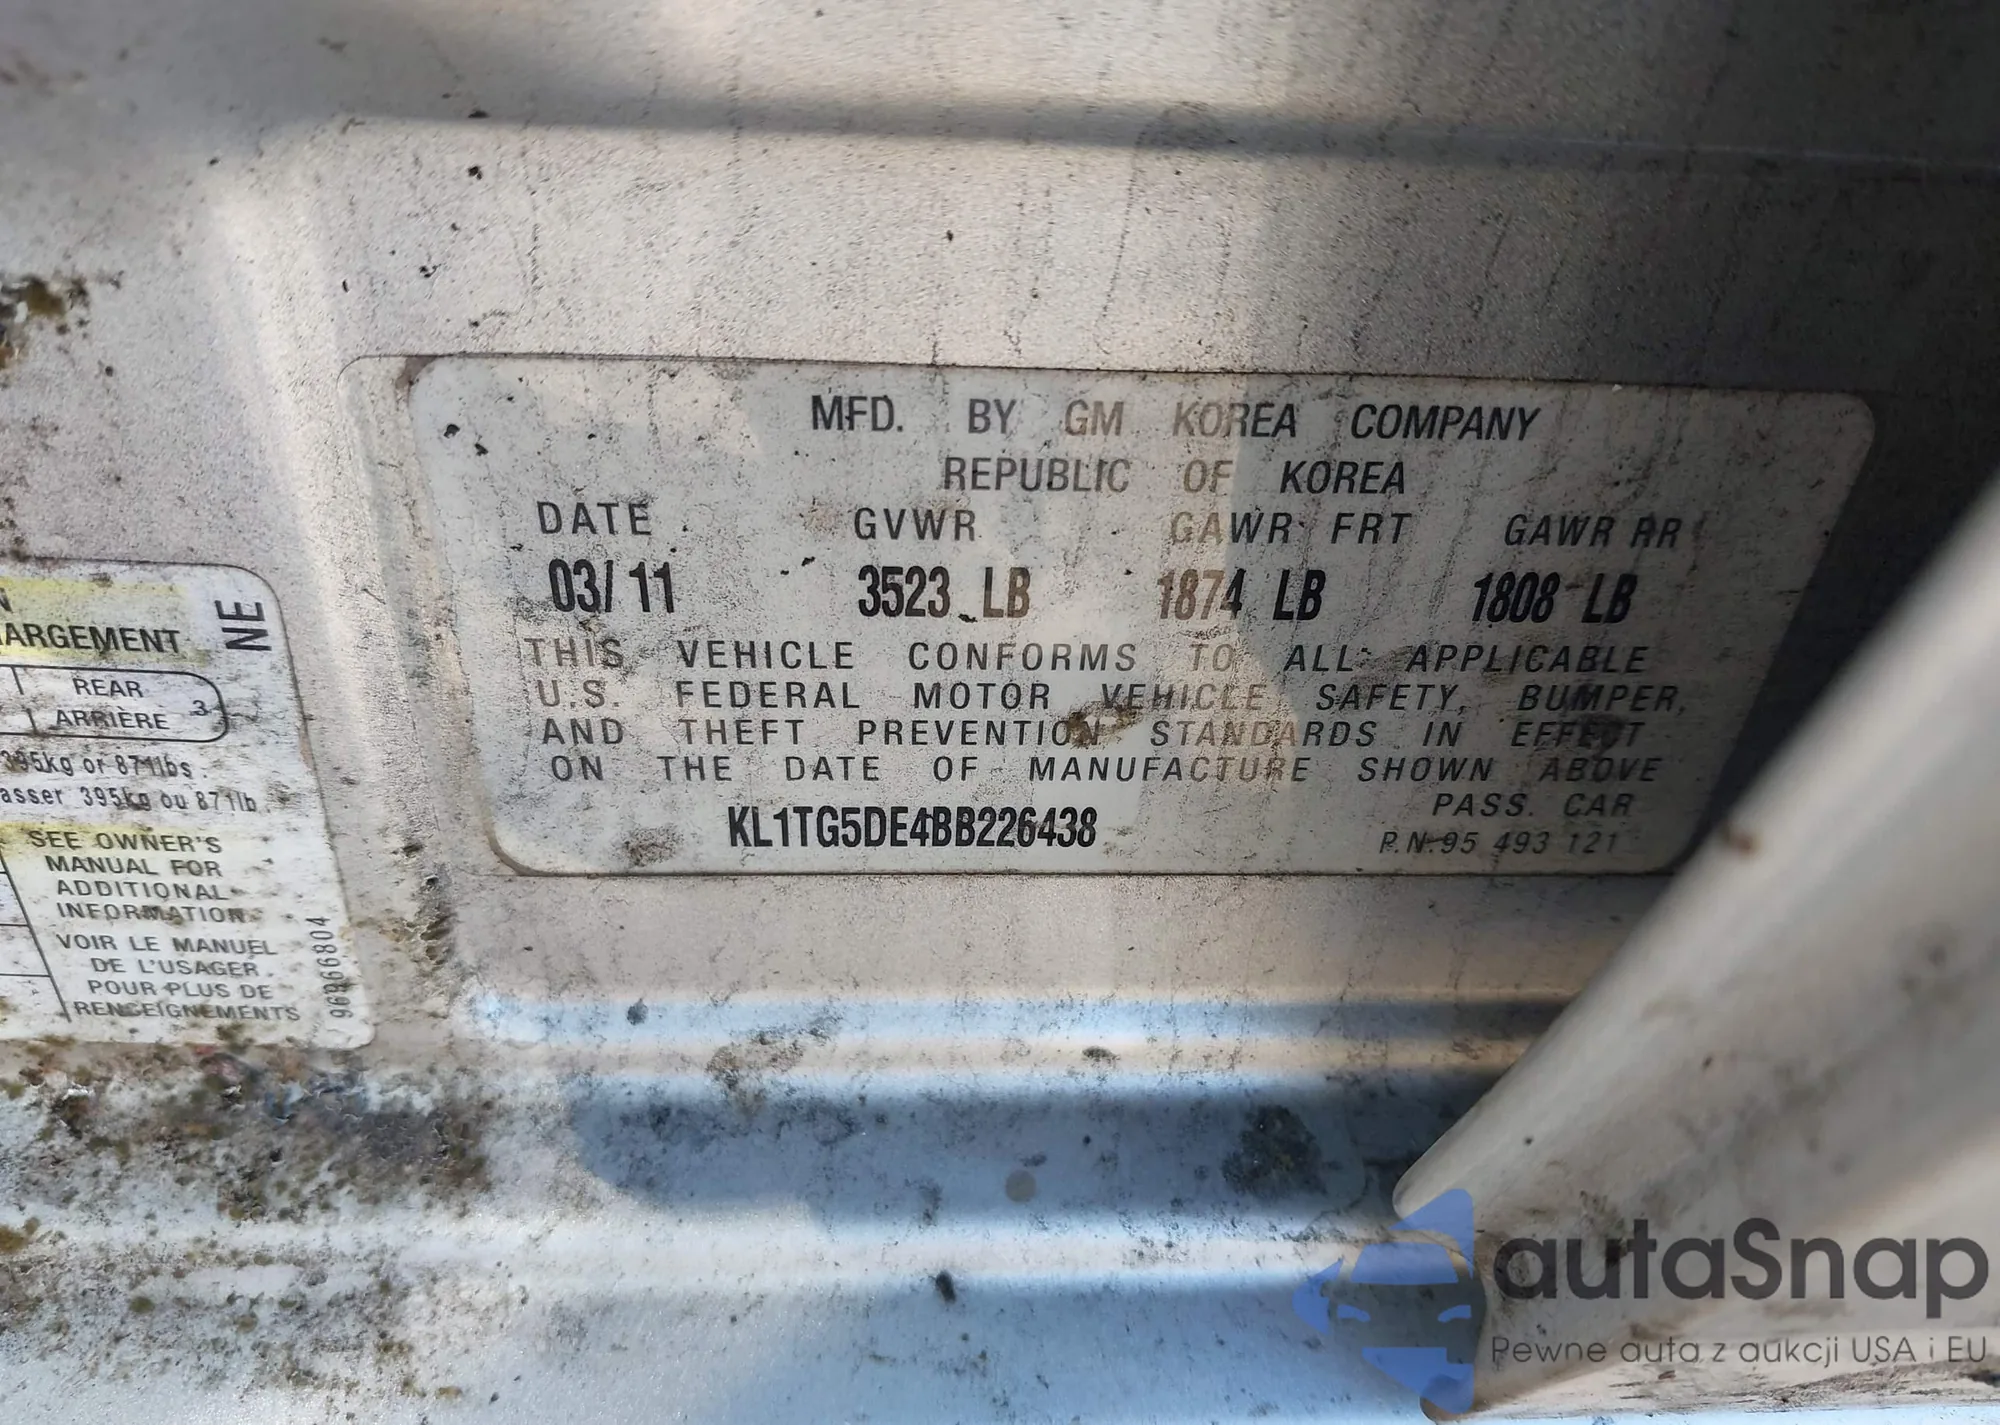 MFD. BY GM KOREA COMPANY
REPUBLIC OF KOREA
DATE GVWR GAWR FRT GAWR RR
03/11 3523 LB 1874 LB 1808 LB
THIS VEHICLE CONFORMS TO ALL APPLICABLE
U.S. FEDERAL MOTOR VEHICLE SAFETY, BUMPER,
AND THEFT PREVENTION STANDARDS IN EFFECT
ON THE DATE OF MANUFACTURE SHOWN ABOVE
PASS. CAR
KL1TG5DE4BB226438
P.N.95 493 121
NE
ARGEMENT
REAR
ARRIÈRE
3
395kg or 871lbs.
asser 395kg ou 871lb.
SEE OWNER'S
MANUAL FOR
ADDITIONAL
INFORMATION
VOIR LE MANUEL
DE L'USAGER
POUR PLUS DE
RENSEIGNEMENTS
96966804
autaSnap
Pewne auta z aukcji USA i EU